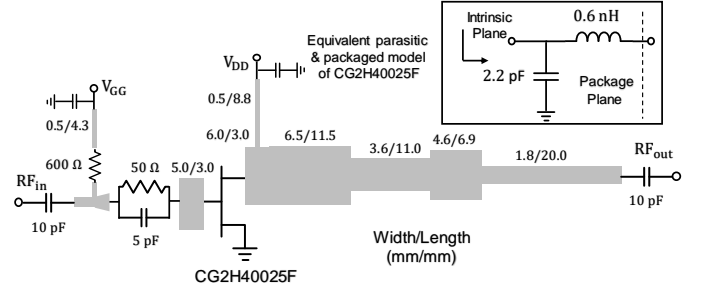 Intrinsic
Plane
0.6 nH
2.2 pF
Package
Plane
Equivalent parasitic
& packaged model
of CG2H40025F
V_DD
V_GG
0.5/8.8
0.5/4.3
6.0/3.0
6.5/11.5
3.6/11.0
4.6/6.9
1.8/20.0
600 Ω
50 Ω
5.0/3.0
RF_in
RF_out
10 pF
5 pF
10 pF
Width/Length
(mm/mm)
CG2H40025F